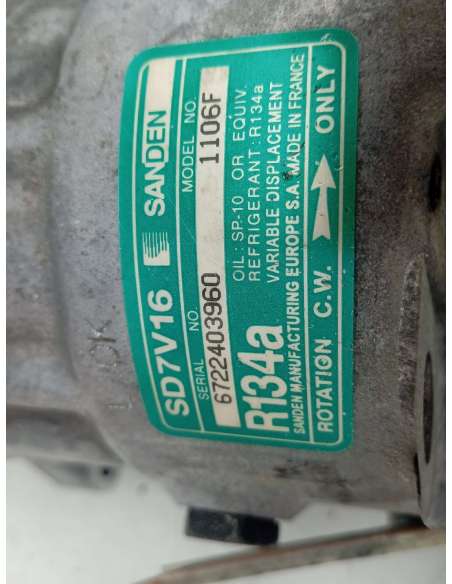 SD7V16 SANDEN
SERIAL NO MODEL NO.
6722403960 1106F
R134a
OIL: SP-10 OR EQUIV.
REFRIGERANT: R134a
VARIABLE DISPLACEMENT
SANDEN MANUFACTURING EUROPE S.A. MADE IN FRANCE
ROTATION C.W. ONLY